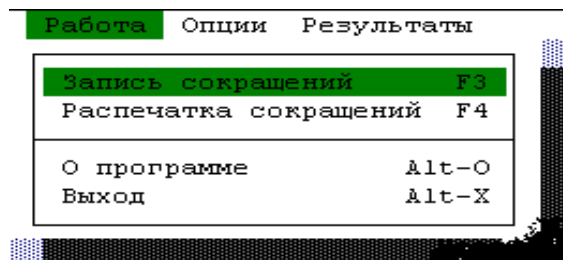 Работа Опции Результаты
Запись сокращений F3
Распечатка сокращений F4
О программе Alt-O
Выход Alt-X